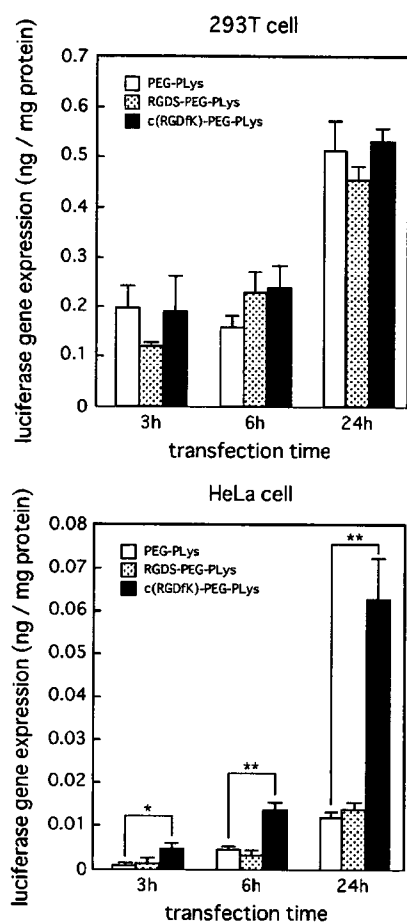 293T cell
luciferase gene expression (ng / mg protein)
0.7
0.6
0.5
0.4
0.3
0.2
0.1
0
PEG-PLys
RGDS-PEG-PLys
c(RGDfK)-PEG-PLys
3h 6h 24h
transfection time
HeLa cell
luciferase gene expression (ng / mg protein)
0.08
0.07
0.06
0.05
0.04
0.03
0.02
0.01
0
PEG-PLys
RGDS-PEG-PLys
c(RGDfK)-PEG-PLys
*
**
**
3h 6h 24h
transfection time